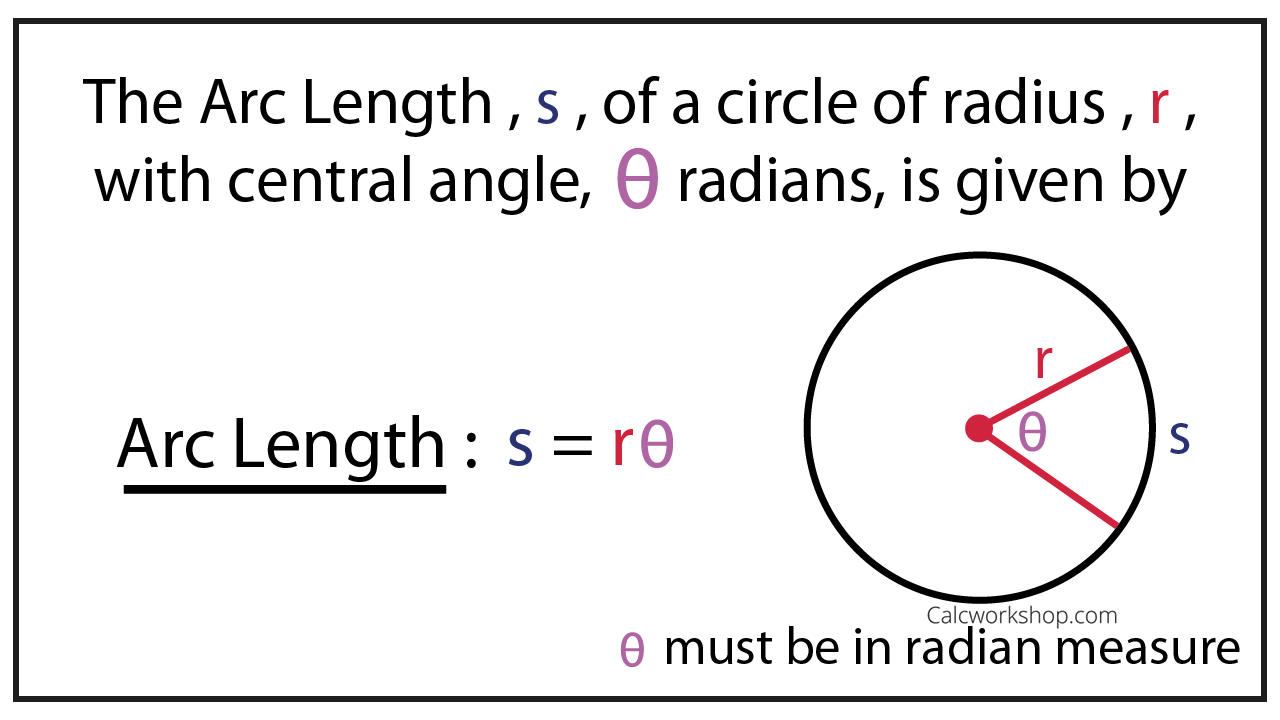 The Arc Length , s , of a circle of radius , r ,
with central angle, θ radians, is given by
Arc Length : s = rθ
r
θ
s
Calcworkshop.com
θ must be in radian measure